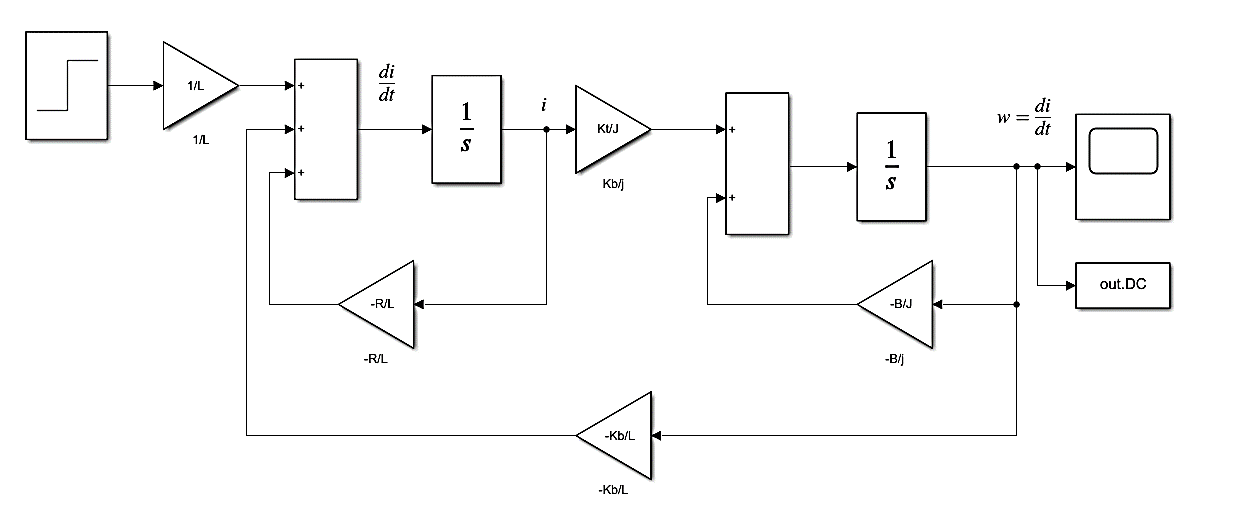 1/L
1/L
+
+
+
di
dt
1
s
i
Kt/J
Kb/j
+
+
1
s
w = di
dt
out.DC
-R/L
-R/L
-B/J
-B/j
-Kb/L
-Kb/L